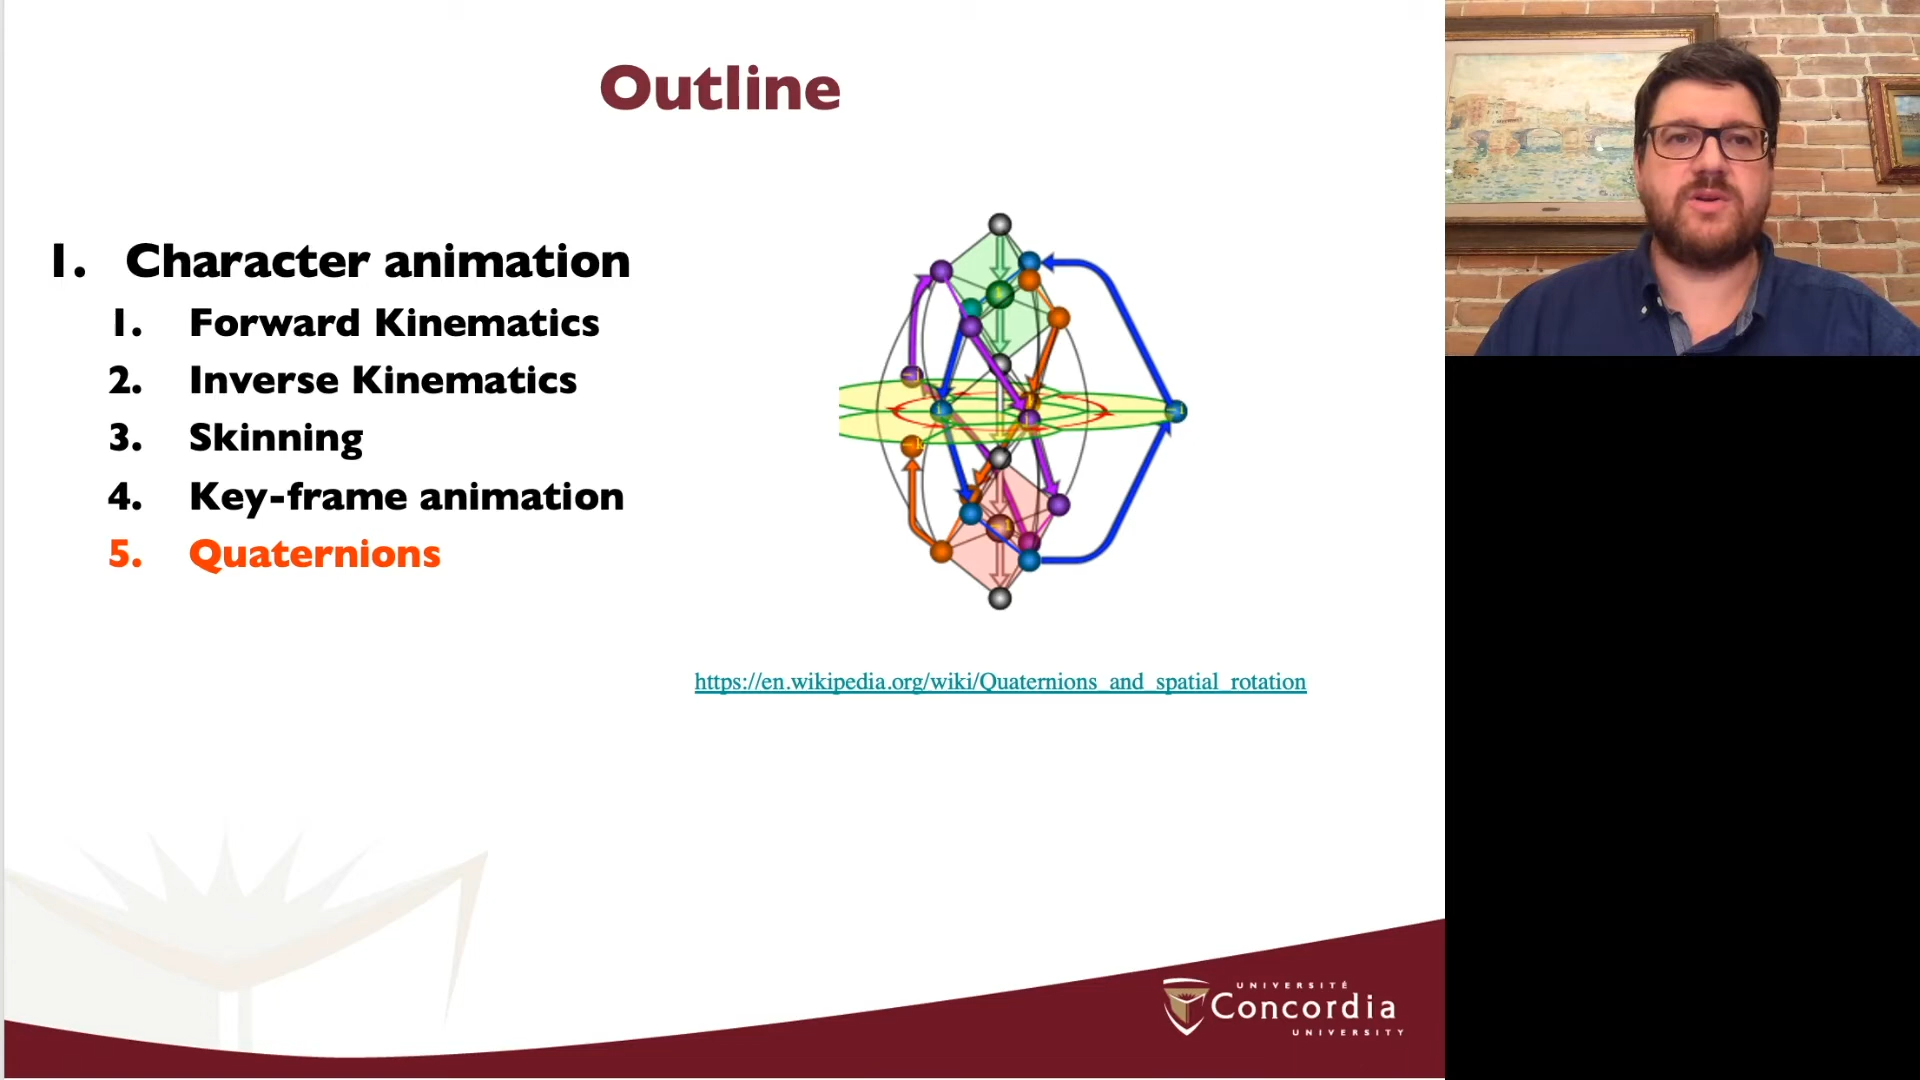 Outline
1. Character animation
1. Forward Kinematics
2. Inverse Kinematics
3. Skinning
4. Key-frame animation
5. Quaternions
https://en.wikipedia.org/wiki/Quaternions_and_spatial_rotation
UNIVERSITÉ
Concordia
UNIVERSITY